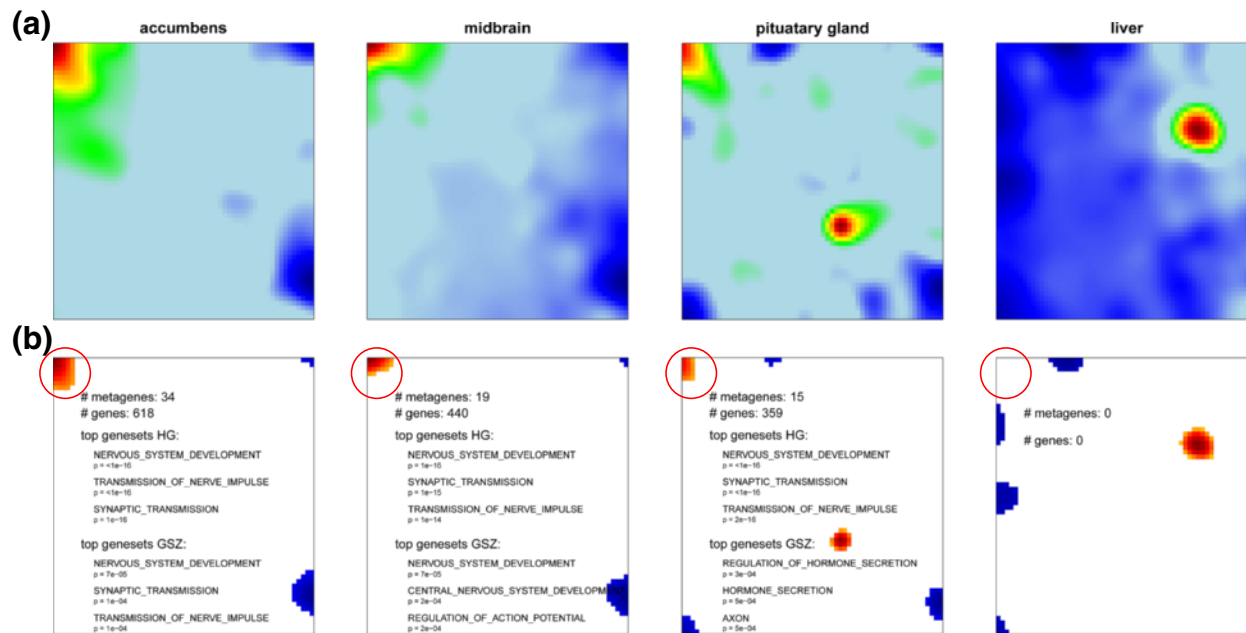 (a)
accumbens
midbrain
pituatary gland
liver
(b)
# metagenes: 34
# genes: 618
top genesets HG:
NERVOUS_SYSTEM_DEVELOPMENT
p = <1e-16
TRANSMISSION_OF_NERVE_IMPULSE
p = <1e-16
SYNAPTIC_TRANSMISSION
p = 1e-16
top genesets GSZ:
NERVOUS_SYSTEM_DEVELOPMENT
p = 7e-05
SYNAPTIC_TRANSMISSION
p = 1e-04
TRANSMISSION_OF_NERVE_IMPULSE
p = 1e-04
# metagenes: 19
# genes: 440
top genesets HG:
NERVOUS_SYSTEM_DEVELOPMENT
p = 1e-16
SYNAPTIC_TRANSMISSION
p = 1e-15
TRANSMISSION_OF_NERVE_IMPULSE
p = 1e-14
top genesets GSZ:
NERVOUS_SYSTEM_DEVELOPMENT
p = 7e-05
CENTRAL_NERVOUS_SYSTEM_DEVELOPMENT
p = 2e-04
REGULATION_OF_ACTION_POTENTIAL
p = 2e-04
# metagenes: 15
# genes: 359
top genesets HG:
NERVOUS_SYSTEM_DEVELOPMENT
p = <1e-16
SYNAPTIC_TRANSMISSION
p = <1e-16
TRANSMISSION_OF_NERVE_IMPULSE
p = 2e-16
top genesets GSZ:
REGULATION_OF_HORMONE_SECRETION
p = 3e-04
HORMONE_SECRETION
p = 5e-04
AXON
p = 5e-04
# metagenes: 0
# genes: 0